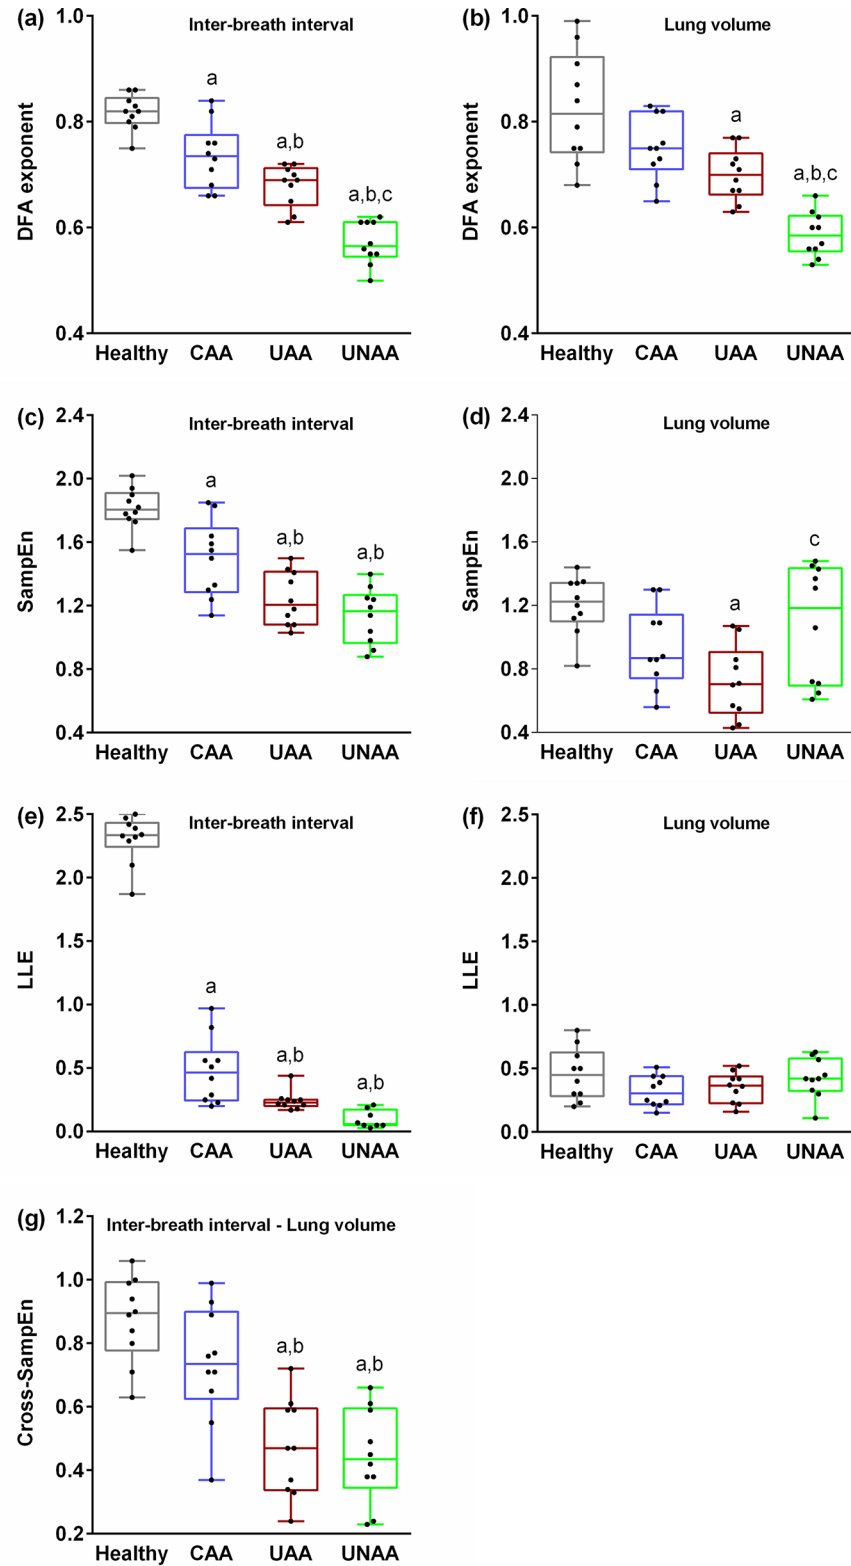 (a) Inter-breath interval
DFA exponent
1.0
0.8
0.6
0.4
a
a,b
a,b,c
Healthy CAA UAA UNAA
(b) Lung volume
DFA exponent
1.0
0.8
0.6
0.4
a
a,b,c
Healthy CAA UAA UNAA
(c) Inter-breath interval
SampEn
2.4
2.0
1.6
1.2
0.8
0.4
a
a,b
a,b
Healthy CAA UAA UNAA
(d) Lung volume
SampEn
2.4
2.0
1.6
1.2
0.8
0.4
a
c
Healthy CAA UAA UNAA
(e) Inter-breath interval
LLE
2.5
2.0
1.5
1.0
0.5
0.0
a
a,b
a,b
Healthy CAA UAA UNAA
(f) Lung volume
LLE
2.5
2.0
1.5
1.0
0.5
0.0
Healthy CAA UAA UNAA
(g) Inter-breath interval - Lung volume
Cross-SampEn
1.2
1.0
0.8
0.6
0.4
0.2
a,b
a,b
Healthy CAA UAA UNAA